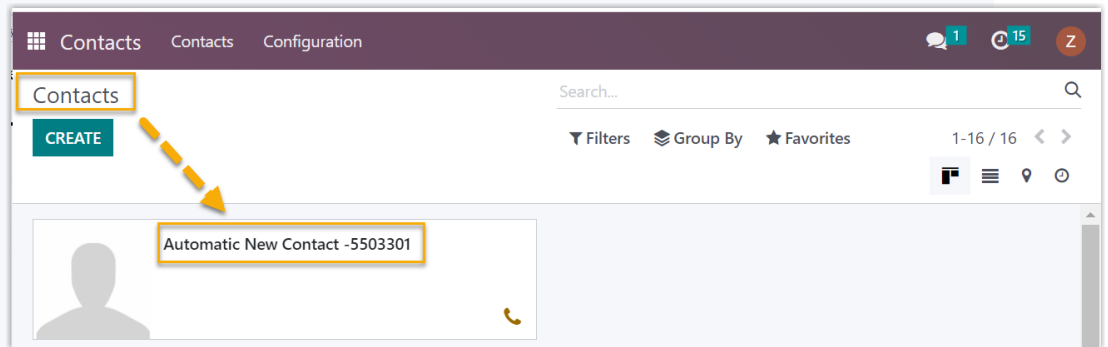 Contacts Contacts Configuration 1 15 Z
Contacts Search...
CREATE Filters Group By Favorites 1-16 / 16
Automatic New Contact -5503301